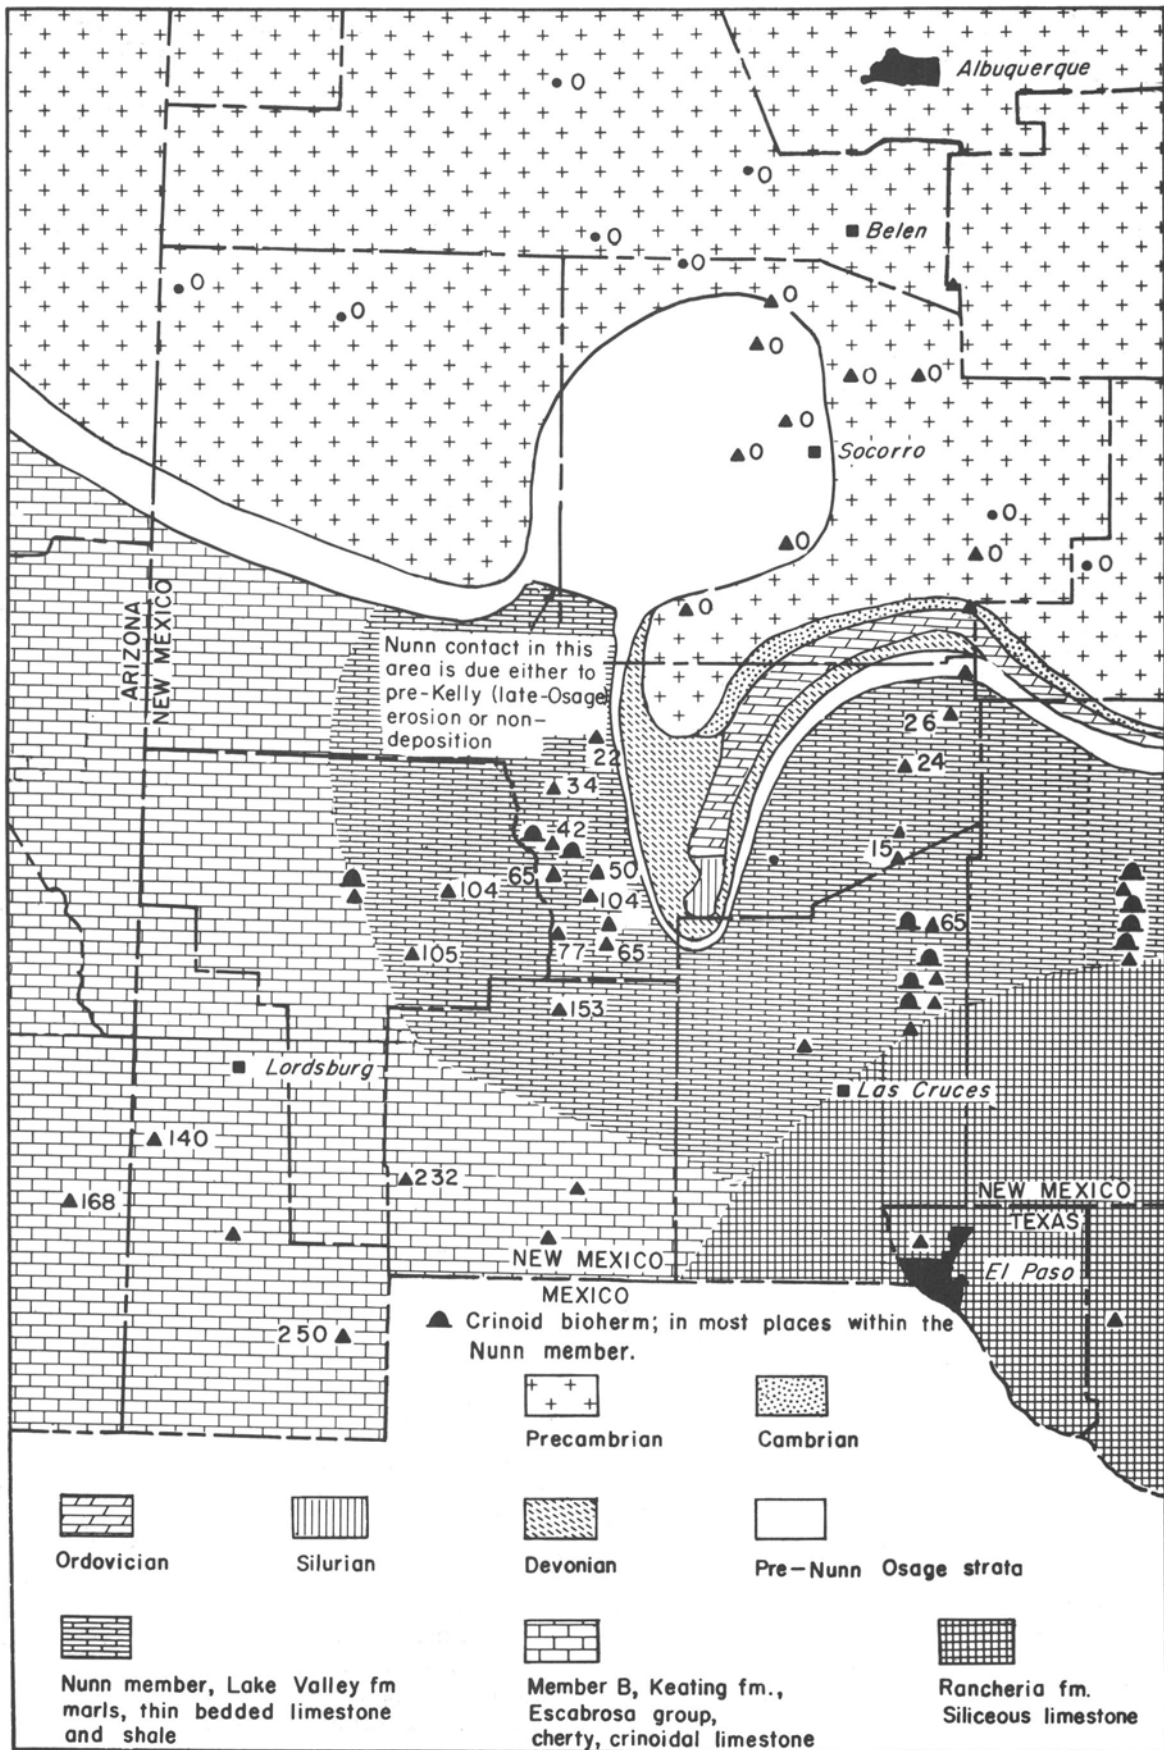 Albuquerque
0
0
Belen
0
0
0
0
0
0
0
0
0
0
Socorro
0
0
0
0
ARIZONA
NEW MEXICO
Nunn contact in this
area is due either to
pre-Kelly (late-Osage)
erosion or non-
deposition
0
26
22
24
34
42
15
65
50
104
104
65
105
77
65
153
Lordsburg
Las Cruces
140
232
168
NEW MEXICO
TEXAS
NEW MEXICO
El Paso
MEXICO
250
Crinoid bioherm; in most places within the
Nunn member.
Precambrian
Cambrian
Ordovician
Silurian
Devonian
Pre-Nunn Osage strata
Nunn member, Lake Valley fm
marls, thin bedded limestone
and shale
Member B, Keating fm.,
Escabrosa group,
cherty, crinoidal limestone
Rancheria fm.
Siliceous limestone